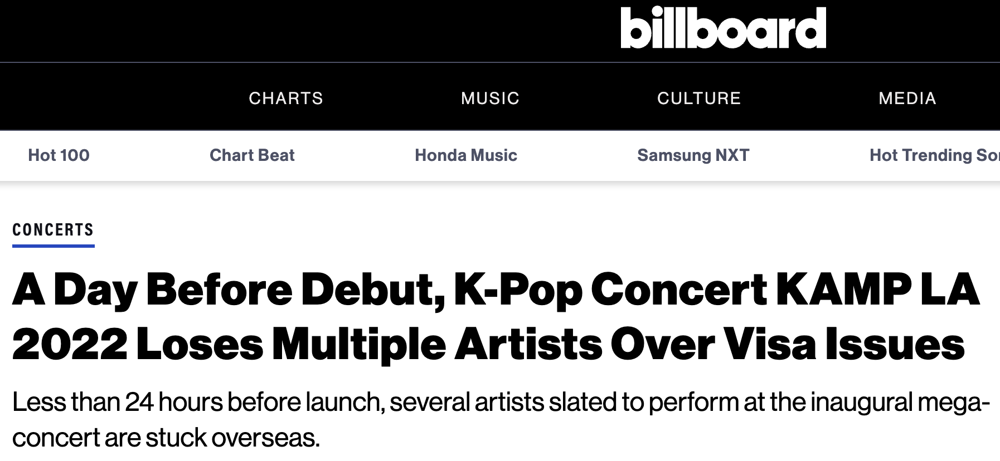 billboard
CHARTS MUSIC CULTURE MEDIA
Hot 100 Chart Beat Honda Music Samsung NXT Hot Trending
CONCERTS
A Day Before Debut, K-Pop Concert KAMP LA
2022 Loses Multiple Artists Over Visa Issues
Less than 24 hours before launch, several artists slated to perform at the inaugural mega-
concert are stuck overseas.